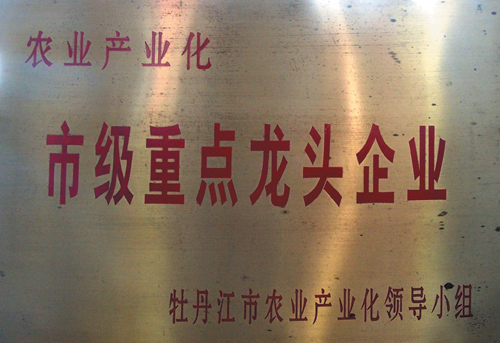 农业产业化
市级重点龙头企业
牡丹江市农业产业化领导小组